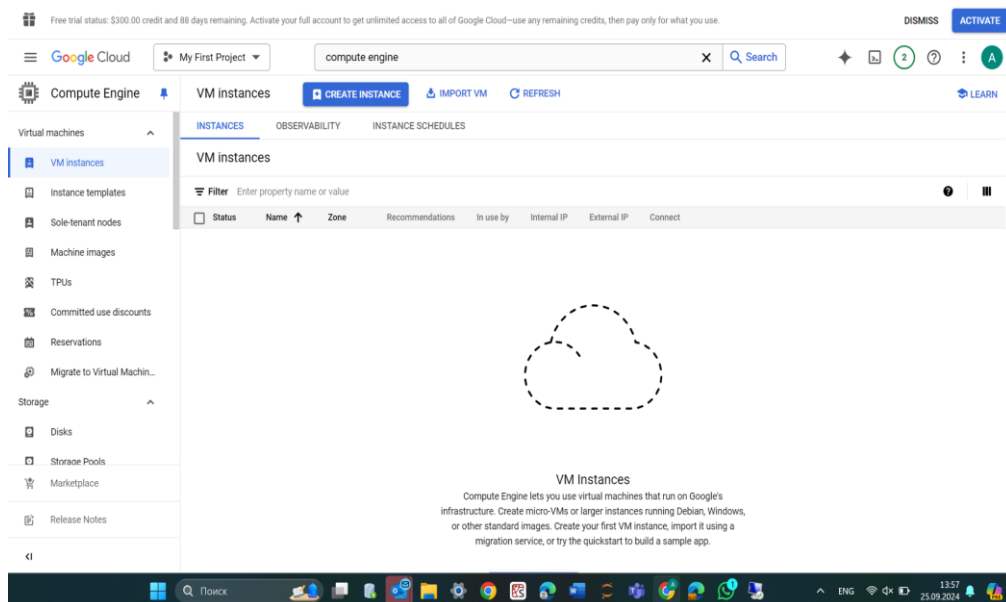 Free trial status: $300.00 credit and 88 days remaining. Activate your full account to get unlimited access to all of Google Cloud—use any remaining credits, then pay only for what you use.
DISMISS
ACTIVATE
Google Cloud
My First Project
compute engine
Search
2
A
Compute Engine
VM instances
CREATE INSTANCE
IMPORT VM
REFRESH
LEARN
Virtual machines
INSTANCES
OBSERVABILITY
INSTANCE SCHEDULES
VM instances
VM instances
Instance templates
Sole-tenant nodes
Machine images
TPUs
Committed use discounts
Reservations
Migrate to Virtual Machin...
Storage
Disks
Storage Pools
Marketplace
Release Notes
Filter Enter property name or value
Status Name Zone Recommendations In use by Internal IP External IP Connect
VM Instances
Compute Engine lets you use virtual machines that run on Google's
infrastructure. Create micro-VMs or larger instances running Debian, Windows,
or other standard images. Create your first VM instance, import it using a
migration service, or try the quickstart to build a sample app.
Поиск
ENG
13:57
25.09.2024